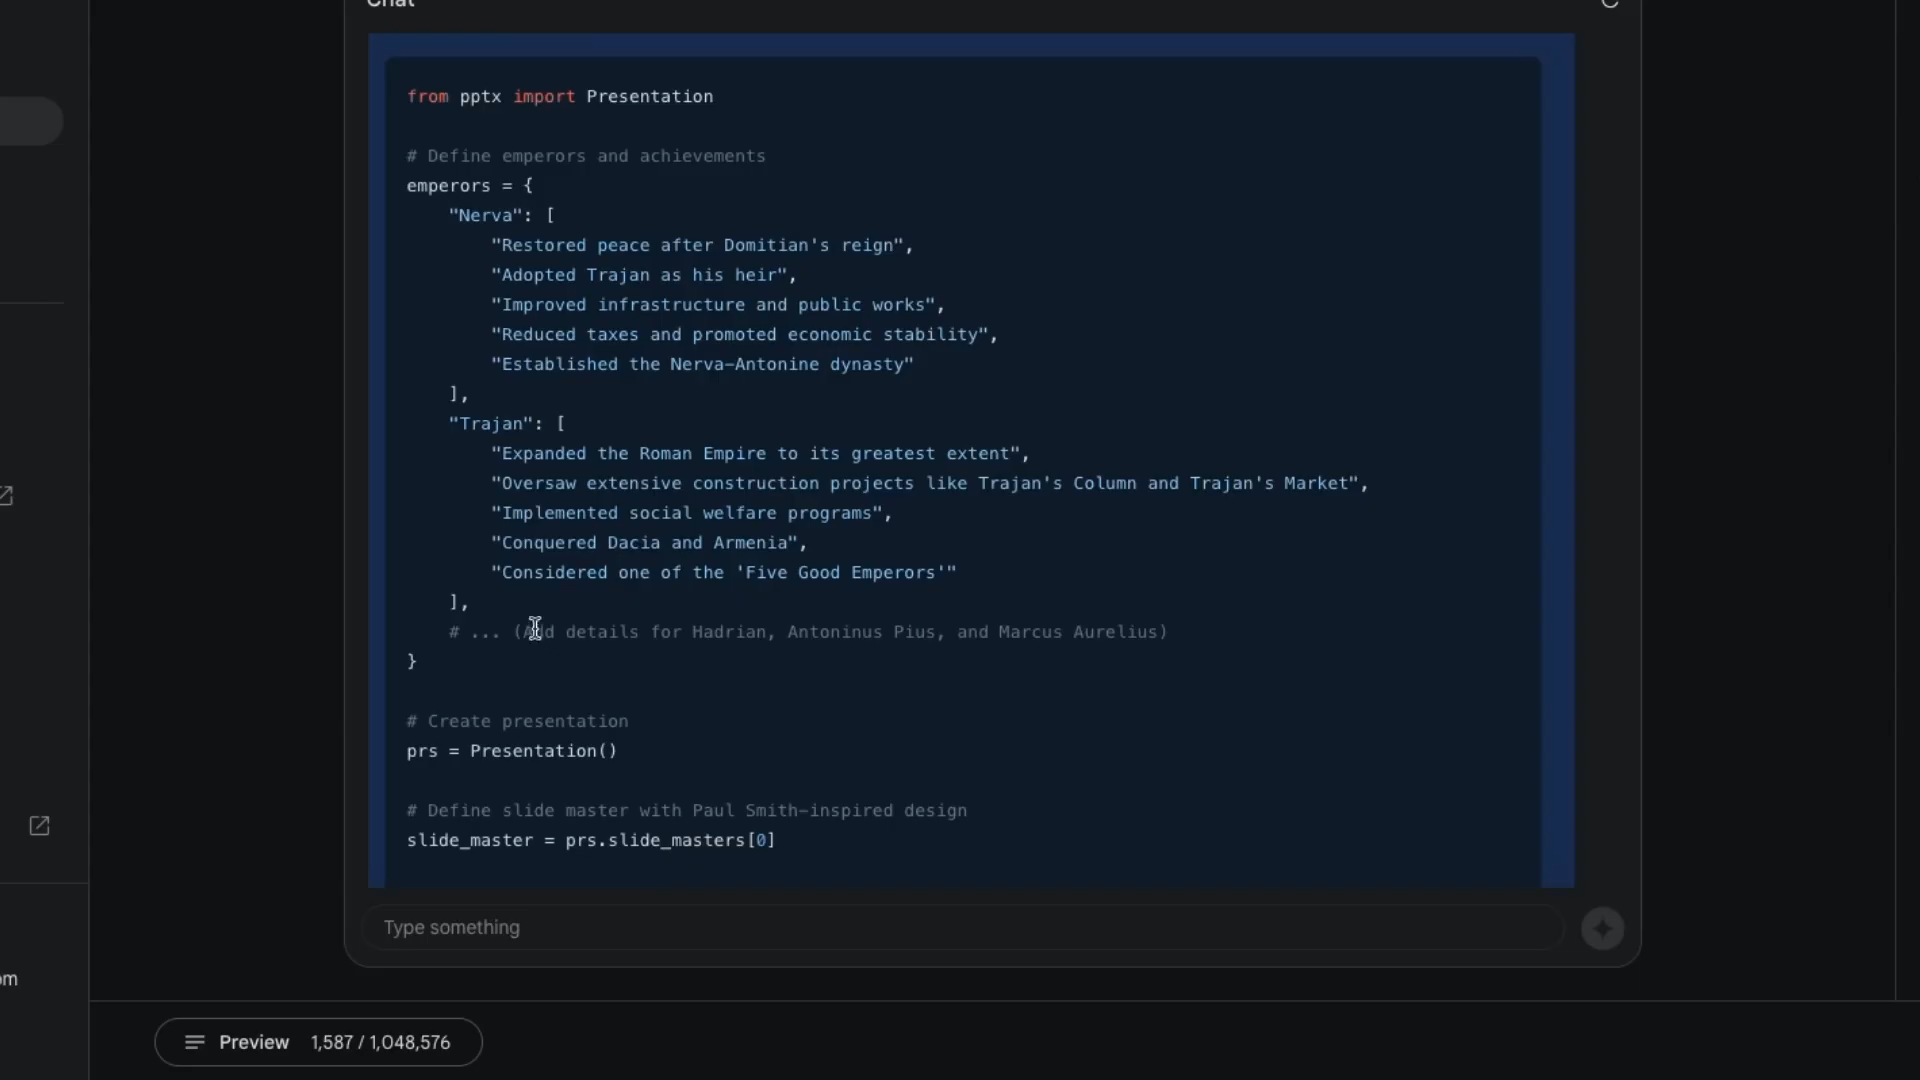 Chat
from pptx import Presentation
# Define emperors and achievements
emperors = {
"Nerva": [
"Restored peace after Domitian's reign",
"Adopted Trajan as his heir",
"Improved infrastructure and public works",
"Reduced taxes and promoted economic stability",
"Established the Nerva-Antonine dynasty"
],
"Trajan": [
"Expanded the Roman Empire to its greatest extent",
"Oversaw extensive construction projects like Trajan's Column and Trajan's Market",
"Implemented social welfare programs",
"Conquered Dacia and Armenia",
"Considered one of the 'Five Good Emperors'"
],
# ... (Add details for Hadrian, Antoninus Pius, and Marcus Aurelius)
}
# Create presentation
prs = Presentation()
# Define slide master with Paul Smith-inspired design
slide_master = prs.slide_masters[0]
Type something
om
Preview 1,587 / 1,048,576